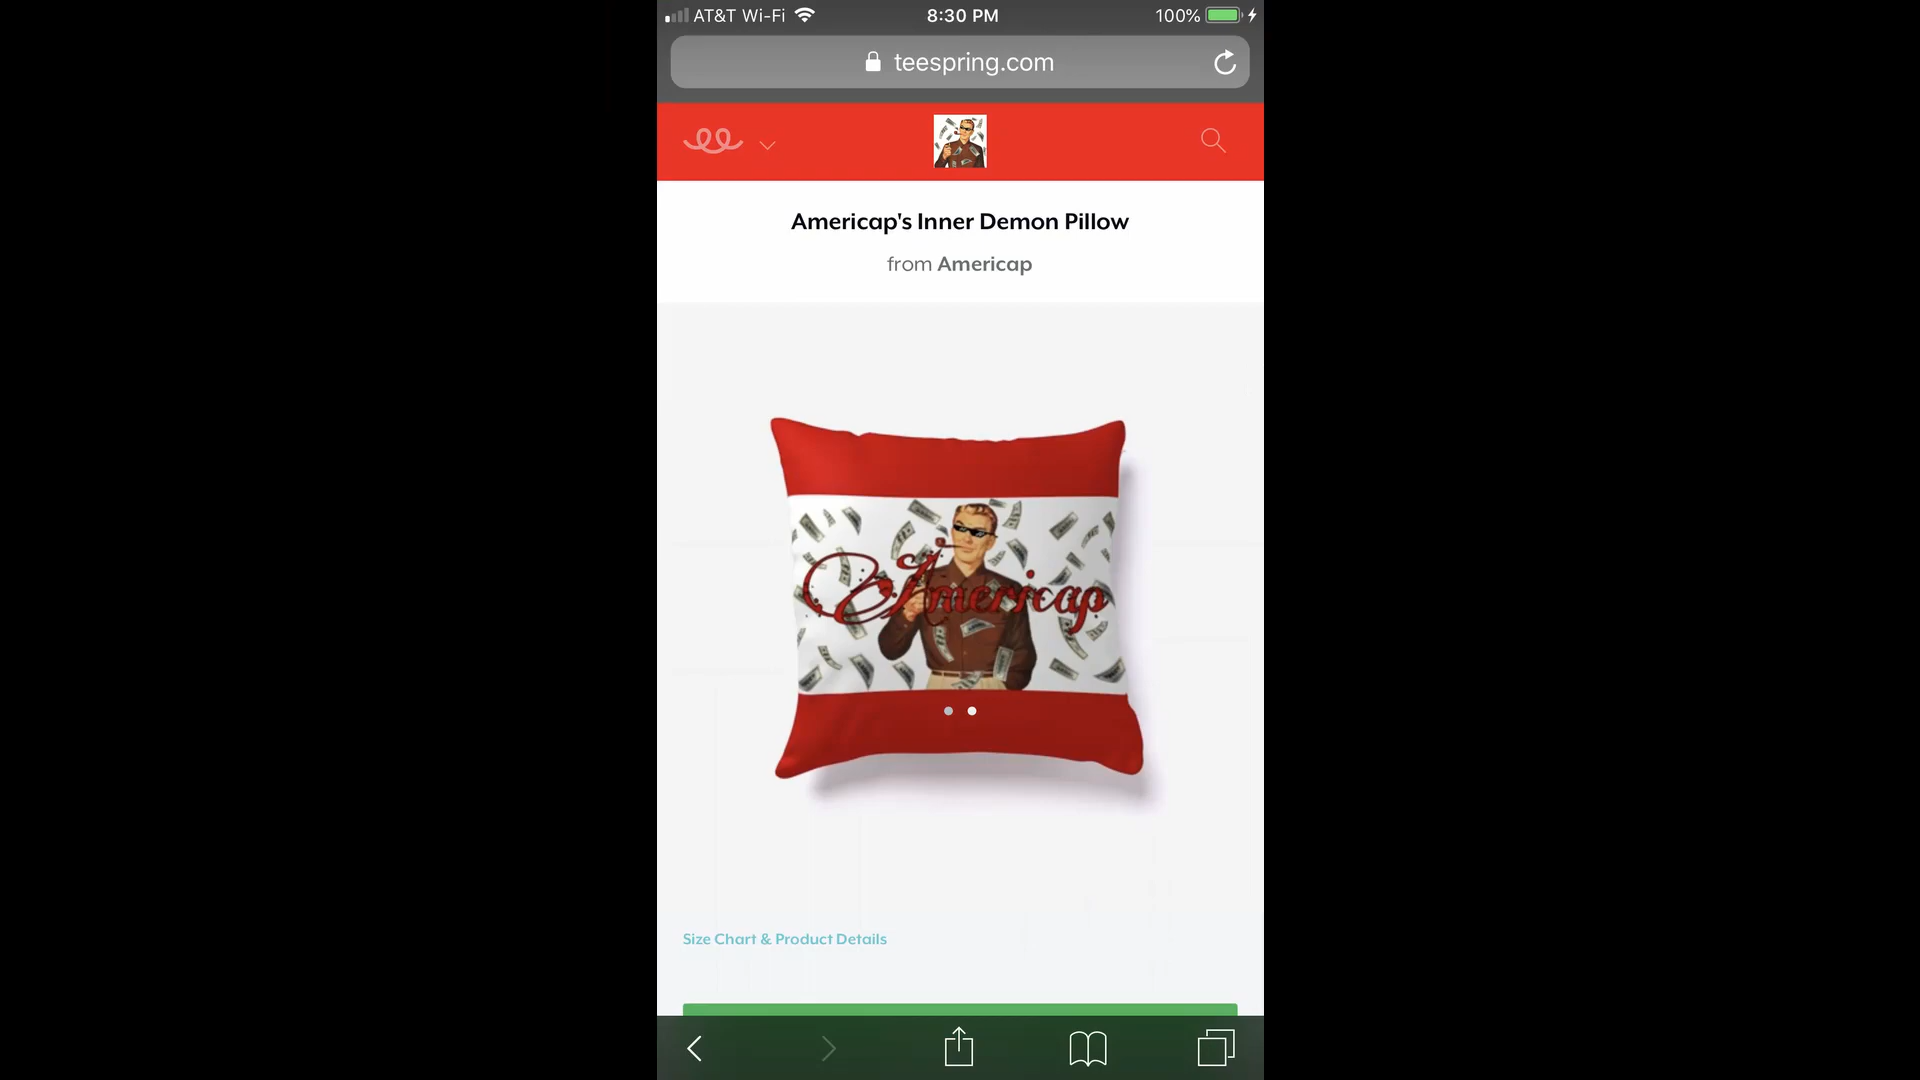 AT&T Wi-Fi 8:30 PM 100%
teespring.com
Americap's Inner Demon Pillow
from Americap
Americap
Size Chart & Product Details